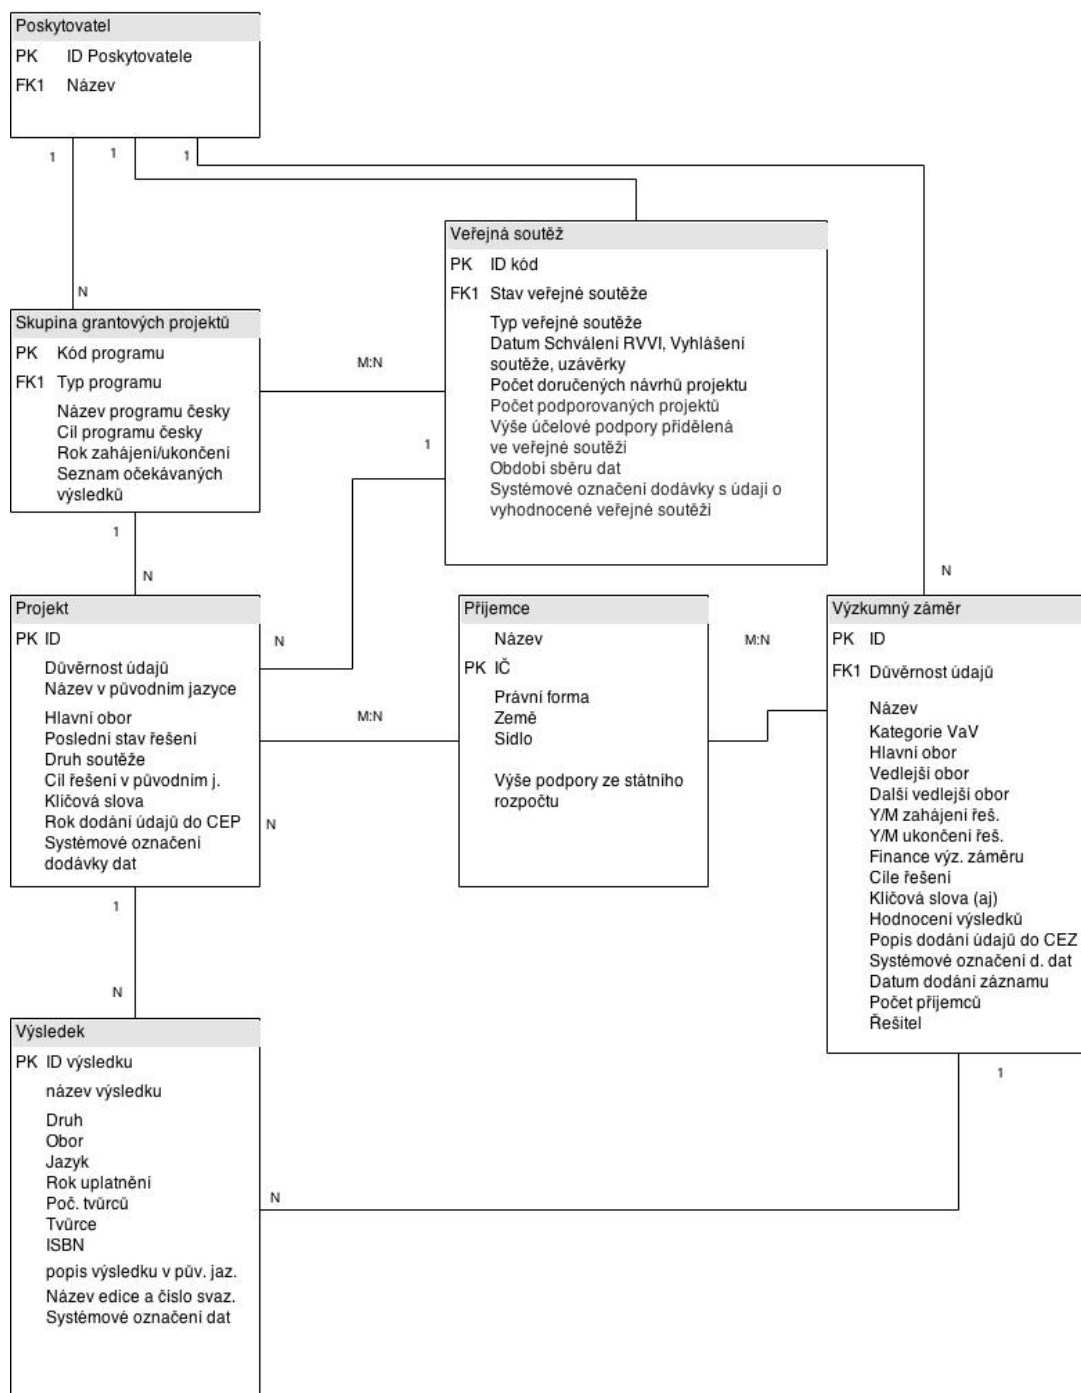 Poskytovatel
PK ID Poskytovatele
FK1 Název
1
1
1
N
Veřejná soutěž
PK ID kód
FK1 Stav veřejné soutěže
Typ veřejné soutěže
Datum Schválení RVVI, Vyhlášení
soutěže, uzávěrky
Počet doručených návrhů projektu
Počet podporovaných projektů
Výše účelové podpory přidělená
ve veřejné soutěži
Období sběru dat
Systémové označení dodávky s údaji o
vyhodnocené veřejné soutěži
Skupina grantových projektů
PK Kód programu
FK1 Typ programu
Název programu česky
Cíl programu česky
Rok zahájení/ukončení
Seznam očekávaných
výsledků
M:N
1
1
N
N
Projekt
PK ID
Důvěrnost údajů
Název v původním jazyce
Hlavní obor
Poslední stav řešení
Druh soutěže
Cíl řešení v původním j.
Klíčová slova
Rok dodání údajů do CEP
Systémové označení
dodávky dat
N
M:N
N
Příjemce
Název
PK IČ
Právní forma
Země
Sídlo
Výše podpory ze státního
rozpočtu
M:N
Výzkumný záměr
PK ID
FK1 Důvěrnost údajů
Název
Kategorie VaV
Hlavní obor
Vedlejší obor
Další vedlejší obor
Y/M zahájení řeš.
Y/M ukončení řeš.
Finance výz. záměru
Cíle řešení
Klíčová slova (aj)
Hodnocení výsledků
Popis dodání údajů do CEZ
Systémové označení d. dat
Datum dodání záznamu
Počet příjemců
Řešitel
1
N
1
Výsledek
PK ID výsledku
název výsledku
Druh
Obor
Jazyk
Rok uplatnění
Poč. tvůrců
Tvůrce
ISBN
popis výsledku v pův. jaz.
Název edice a číslo svaz.
Systémové označení dat
N